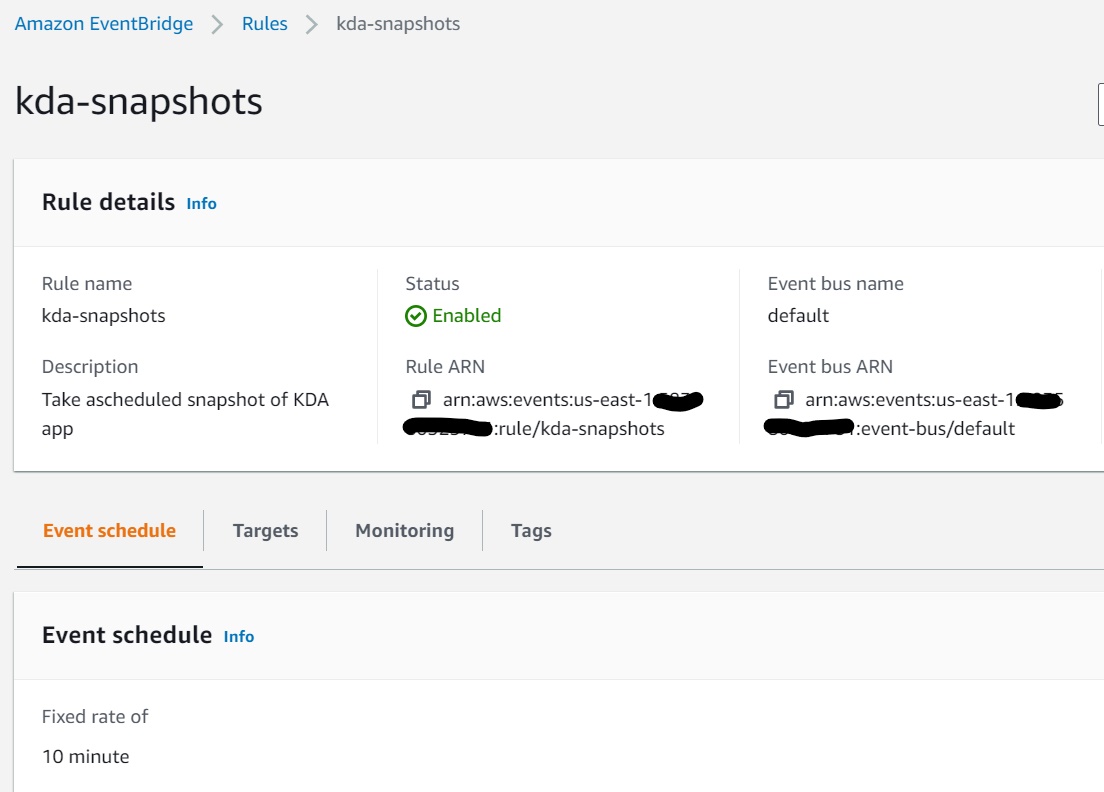 Amazon EventBridge > Rules > kda-snapshots
kda-snapshots
Rule details Info
Rule name
kda-snapshots
Status
Enabled
Event bus name
default
Description
Take ascheduled snapshot of KDA
app
Rule ARN
arn:aws:events:us-east-1
:rule/kda-snapshots
Event bus ARN
arn:aws:events:us-east-1
:event-bus/default
Event schedule Targets Monitoring Tags
Event schedule Info
Fixed rate of
10 minute